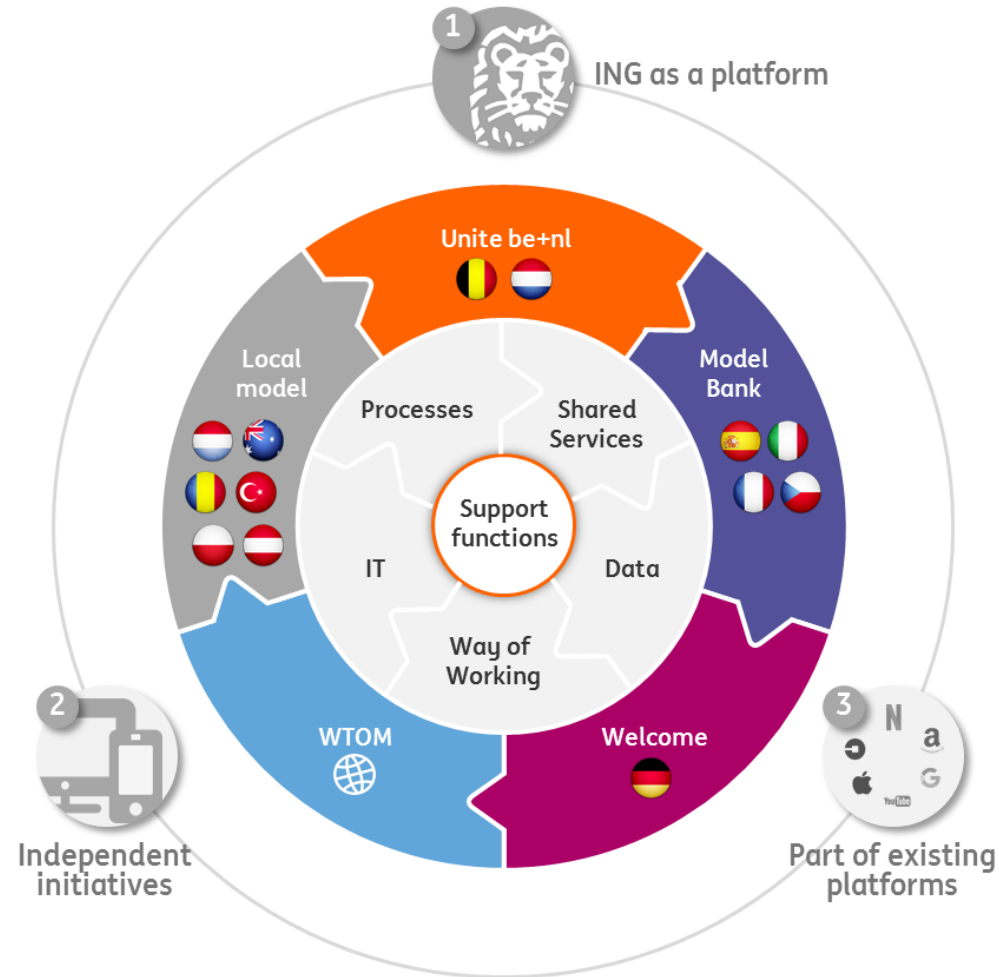 1
ING as a platform
Unite be+nl
Local
model
Model
Bank
Processes
Shared
Services
Support
functions
IT
Data
Way of
Working
WTOM
Welcome
2
Independent
initiatives
3
N
a
G
YouTube
Part of existing
platforms